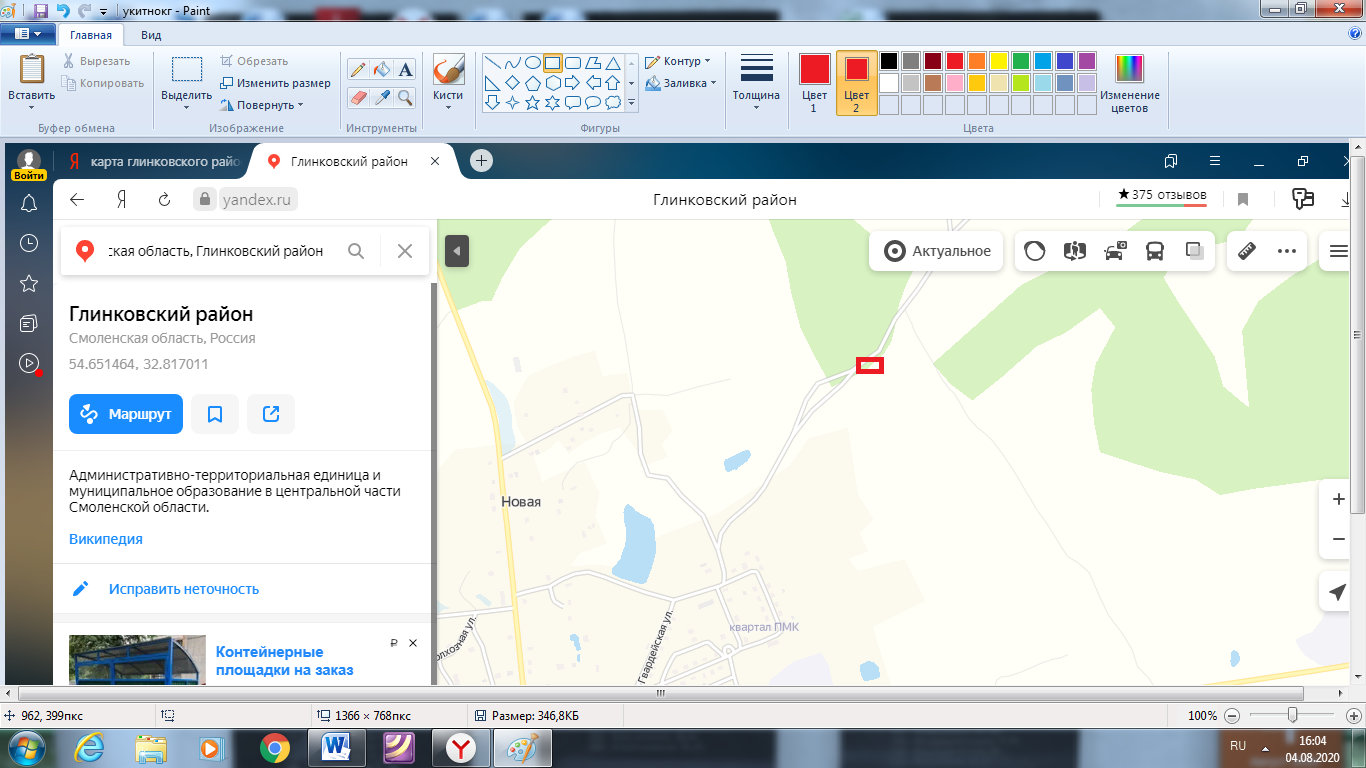 укитнокг - Paint
Главная
Вид
Вставить
Вырезать
Копировать
Буфер обмена
Выделить
Обрезать
Изменить размер
Повернуть
Изображение
A
Инструменты
Кисти
Контур
Заливка
Фигуры
Толщина
Цвет 1
Цвет 2
Изменение цветов
Цвета
Войти
Я карта глинковского райо
Глинковский район
Я
yandex.ru
Глинковский район
★375 отзывов
ская область, Глинковский район
Актуальное
Глинковский район
Смоленская область, Россия
54.651464, 32.817011
Маршрут
Административно-территориальная единица и
муниципальное образование в центральной части
Смоленской области.
Википедия
Исправить неточность
Контейнерные
площадки на заказ
Новая
квартал ПМК
Гвардейская ул.
олхозная ул.
962, 399пкс
1366 × 768пкс
Размер: 346,8КБ
100%
RU
16:04
04.08.2020